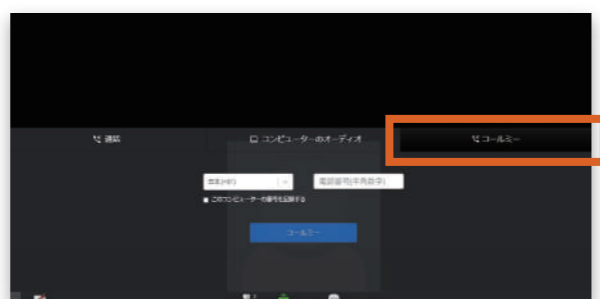 通話
コンピューターのオーディオ
コールミー
日本(+81)
電話番号(半角数字)
このコンピューターの番号を記憶する
コールミー